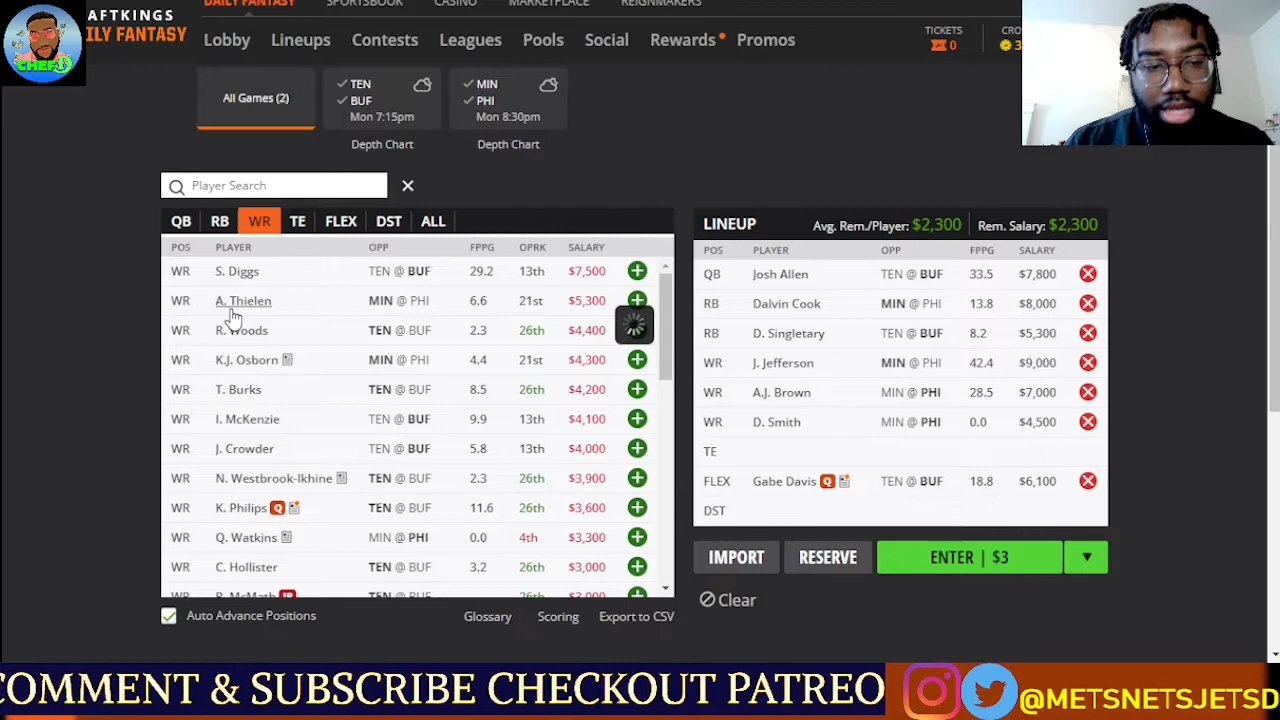 DAILY FANTASY SPORTSBOOK CASINO MARKETPLACE REIGNMAKERS
AFTKINGS
ILY FANTASY
CHEF
Lobby Lineups Contests Leagues Pools Social Rewards Promos
TICKETS
0
CRO
3
All Games (2)
TEN
BUF
Mon 7:15pm
MIN
PHI
Mon 8:30pm
Depth Chart Depth Chart
Player Search
QB RB WR TE FLEX DST ALL
POS PLAYER OPP FPPG OPRK SALARY
WR S. Diggs TEN @ BUF 29.2 13th $7,500
WR A. Thielen MIN @ PHI 6.6 21st $5,300
WR R. Woods TEN @ BUF 2.3 26th $4,400
WR K.J. Osborn MIN @ PHI 4.4 21st $4,300
WR T. Burks TEN @ BUF 8.5 26th $4,200
WR I. McKenzie TEN @ BUF 9.9 13th $4,100
WR J. Crowder TEN @ BUF 5.8 13th $4,000
WR N. Westbrook-Ikhine TEN @ BUF 2.3 26th $3,900
WR K. Philips Q TEN @ BUF 11.6 26th $3,600
WR Q. Watkins MIN @ PHI 0.0 4th $3,300
WR C. Hollister TEN @ BUF 3.2 26th $3,000
WR R. McMath IR TEN @ BUF 26th $3,000
Auto Advance Positions Glossary Scoring Export to CSV
LINEUP Avg. Rem./Player: $2,300 Rem. Salary: $2,300
POS PLAYER OPP FPPG SALARY
QB Josh Allen TEN @ BUF 33.5 $7,800
RB Dalvin Cook MIN @ PHI 13.8 $8,000
RB D. Singletary TEN @ BUF 8.2 $5,300
WR J. Jefferson MIN @ PHI 42.4 $9,000
WR A.J. Brown MIN @ PHI 28.5 $7,000
WR D. Smith MIN @ PHI 0.0 $4,500
TE
FLEX Gabe Davis Q TEN @ BUF 18.8 $6,100
DST
IMPORT RESERVE ENTER | $3
Clear
COMMENT & SUBSCRIBE CHECKOUT PATREO
@METSNETSJETSD